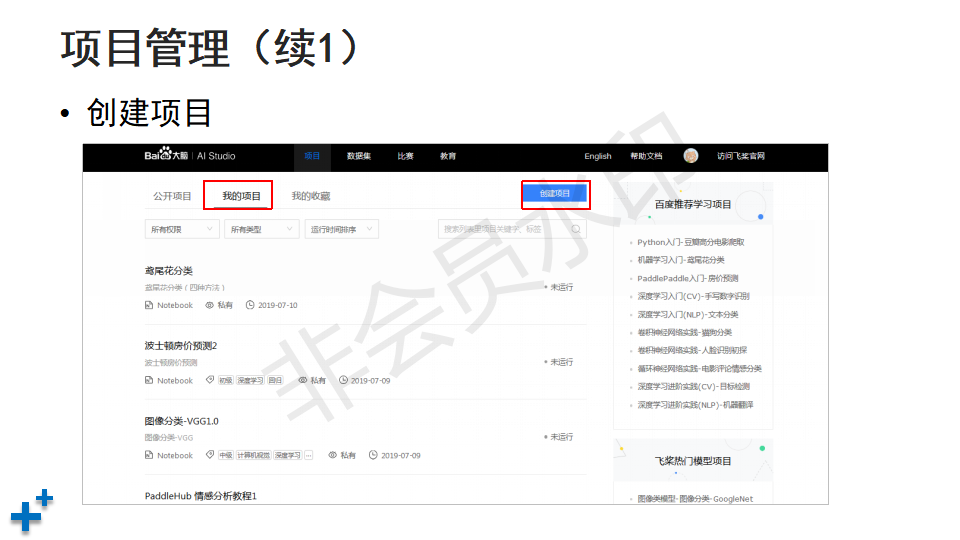 项目管理（续1）
• 创建项目
Bai大脑 | AI Studio 项目 数据集 比赛 教育 English 帮助文档 访问飞桨官网
公开项目 我的项目 我的收藏 创建项目
所有权限 所有类型 运行时间排序 搜索列表里项目关键字、标签
鸢尾花分类
鸢尾花分类（四种方法）
未运行
Notebook 私有 2019-07-10
波士顿房价预测2
波士顿房价预测
未运行
Notebook 初级 深度学习 回归 私有 2019-07-09
图像分类-VGG1.0
图像分类-VGG
未运行
Notebook 中级 计算机视觉 深度学习 ... 私有 2019-07-09
PaddleHub 情感分析教程1
百度推荐学习项目
Python入门-豆瓣高分电影爬取
机器学习入门-鸢尾花分类
PaddlePaddle入门-房价预测
深度学习入门(CV)-手写数字识别
深度学习入门(NLP)-文本分类
卷积神经网络实践-猫狗分类
卷积神经网络实践-人脸识别初探
循环神经网络实践-电影评论情感分类
深度学习进阶实践(CV)-目标检测
深度学习进阶实践(NLP)-机器翻译
飞桨热门模型项目
图像类模型-图像分类-GoogleNet
非会员水印